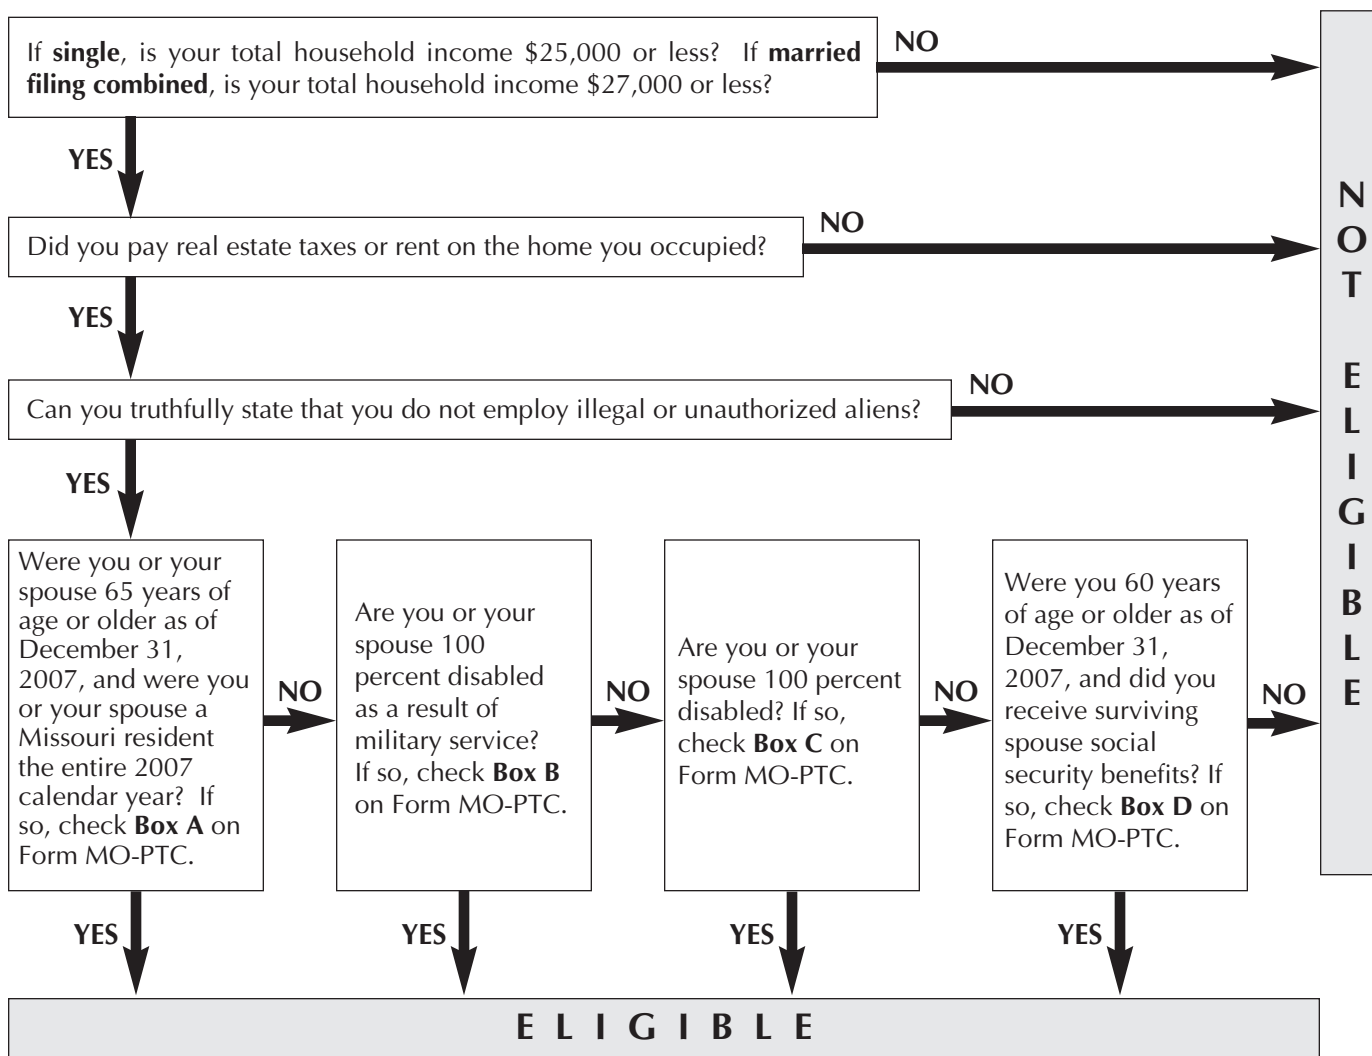 If single, is your total household income $25,000 or less? If married
filing combined, is your total household income $27,000 or less?
NO
YES
Did you pay real estate taxes or rent on the home you occupied?
NO
YES
Can you truthfully state that you do not employ illegal or unauthorized aliens?
NO
YES
Were you or your
spouse 65 years of
age or older as of
December 31,
2007, and were you
or your spouse a
Missouri resident
the entire 2007
calendar year? If
so, check Box A on
Form MO-PTC.
NO
YES
Are you or your
spouse 100
percent disabled
as a result of
military service?
If so, check Box B
on Form MO-PTC.
NO
YES
Are you or your
spouse 100 percent
disabled? If so,
check Box C on
Form MO-PTC.
NO
YES
Were you 60 years
of age or older as of
December 31,
2007, and did you
receive surviving
spouse social
security benefits? If
so, check Box D on
Form MO-PTC.
NO
YES
NOT ELIGIBLE
ELIGIBLE